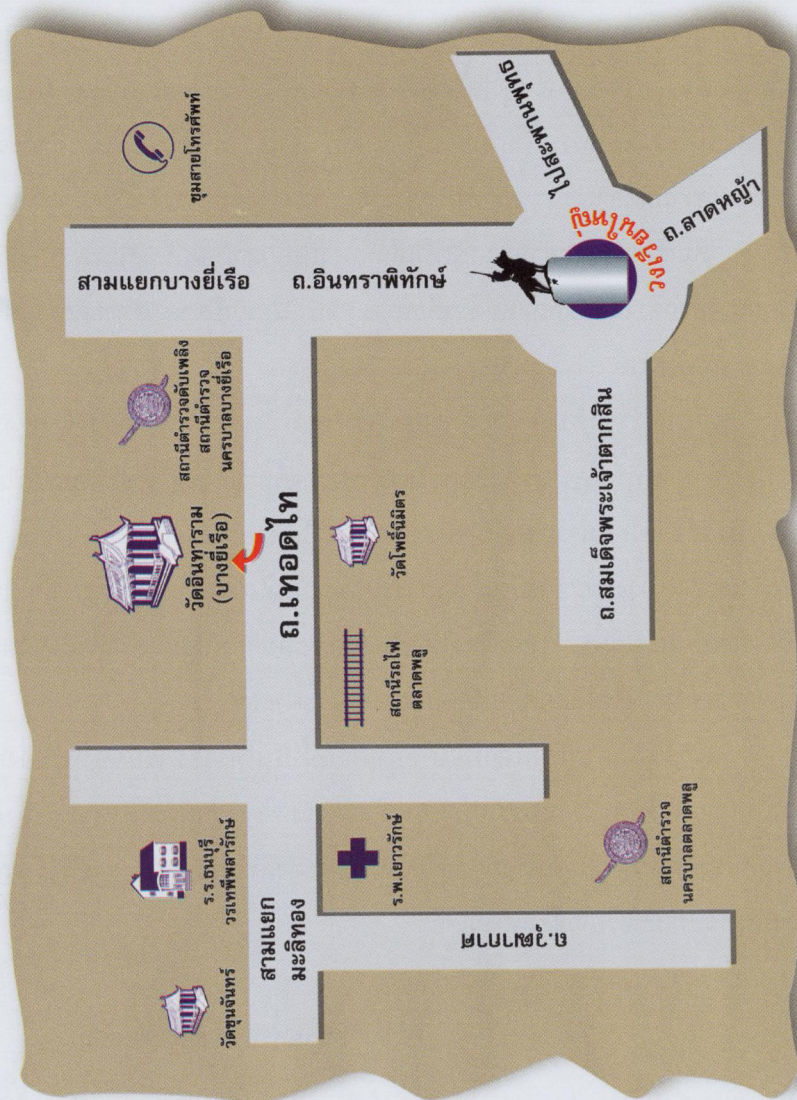 ชุมสายโทรศัพท์
ไปสะพานพุทธ
วงเวียนใหญ่
ถ.ลาดหญ้า
สามแยกบางยี่เรือ
ถ.อินทราพิทักษ์
สถานีตำรวจดับเพลิง
สถานีตำรวจ
นครบาลบางยี่เรือ
วัดอินทาราม
(บางยี่เรือ)
ถ.เทอดไท
วัดโพธิ์นิมิตร
สถานีรถไฟ
ตลาดพลู
ถ.สมเด็จพระเจ้าตากสิน
ร.ร.ธนบุรี
วรเทพีพลารักษ์
ร.พ.เยาวรักษ์
สถานีตำรวจ
นครบาลตลาดพลู
สามแยก
มะลิทอง
ถ.วุฒากาศ
วัดขุนจันทร์